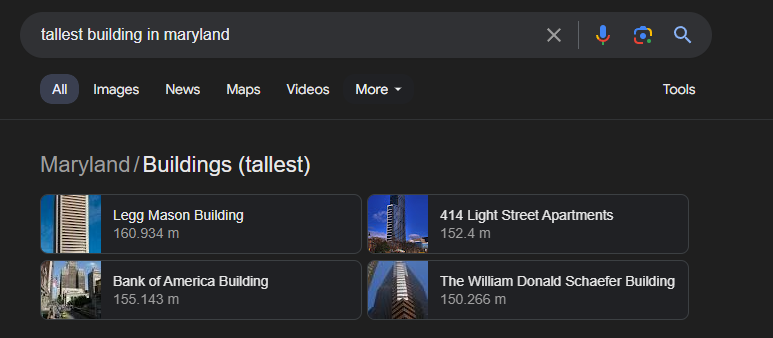 tallest building in maryland
All Images News Maps Videos More Tools
Maryland/Buildings (tallest)
Legg Mason Building
160.934 m
414 Light Street Apartments
152.4 m
Bank of America Building
155.143 m
The William Donald Schaefer Building
150.266 m